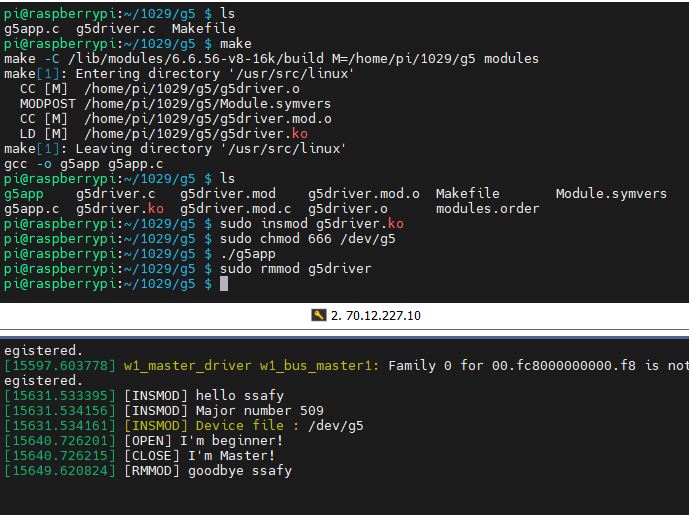 pi@raspberrypi:~/1029/g5 $ ls
g5app.c  g5driver.c  Makefile
pi@raspberrypi:~/1029/g5 $ make
make -C /lib/modules/6.6.56-v8-16k/build M=/home/pi/1029/g5 modules
make[1]: Entering directory '/usr/src/linux'
  CC [M]  /home/pi/1029/g5/g5driver.o
  MODPOST /home/pi/1029/g5/Module.symvers
  CC [M]  /home/pi/1029/g5/g5driver.mod.o
  LD [M]  /home/pi/1029/g5/g5driver.ko
make[1]: Leaving directory '/usr/src/linux'
gcc -o g5app g5app.c
pi@raspberrypi:~/1029/g5 $ ls
g5app    g5driver.c   g5driver.mod    g5driver.mod.o  Makefile       Module.symvers
g5app.c  g5driver.ko  g5driver.mod.c  g5driver.o      modules.order
pi@raspberrypi:~/1029/g5 $ sudo insmod g5driver.ko
pi@raspberrypi:~/1029/g5 $ sudo chmod 666 /dev/g5
pi@raspberrypi:~/1029/g5 $ ./g5app
pi@raspberrypi:~/1029/g5 $ sudo rmmod g5driver
pi@raspberrypi:~/1029/g5 $
2. 70.12.227.10
egistered.
[15597.603778] w1_master_driver w1_bus_master1: Family 0 for 00.fc8000000000.f8 is not
egistered.
[15631.533395] [INSMOD] hello ssafy
[15631.534156] [INSMOD] Major number 509
[15631.534161] [INSMOD] Device file : /dev/g5
[15640.726201] [OPEN] I'm beginner!
[15640.726215] [CLOSE] I'm Master!
[15649.620824] [RMMOD] goodbye ssafy